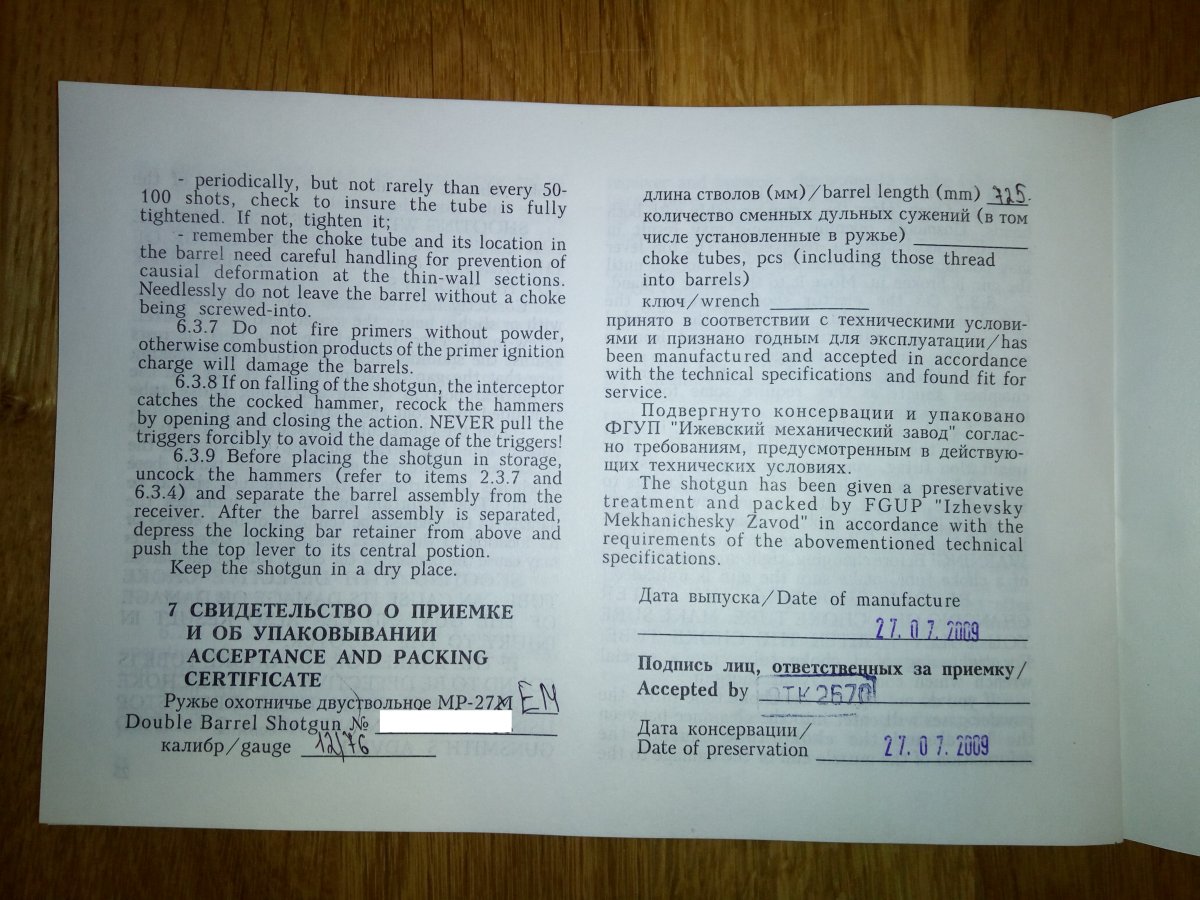 - periodically, but not rarely than every 50-
100 shots, check to insure the tube is fully
tightened. If not, tighten it;
- remember the choke tube and its location in
the barrel need careful handling for prevention of
causial deformation at the thin-wall sections.
Needlessly do not leave the barrel without a choke
being screwed-into.
6.3.7 Do not fire primers without powder,
otherwise combustion products of the primer ignition
charge will damage the barrels.
6.3.8 If on falling of the shotgun, the interceptor
catches the cocked hammer, recock the hammers
by opening and closing the action. NEVER pull the
triggers forcibly to avoid the damage of the triggers!
6.3.9 Before placing the shotgun in storage,
uncock the hammers (refer to items 2.3.7 and
6.3.4) and separate the barrel assembly from the
receiver. After the barrel assembly is separated,
depress the locking bar retainer from above and
push the top lever to its central postion.
Keep the shotgun in a dry place.
7 СВИДЕТЕЛЬСТВО О ПРИЕМКЕ
И ОБ УПАКОВЫВАНИИ
ACCEPTANCE AND PACKING
CERTIFICATE
Ружье охотничье двуствольное МР-27М ЕМ
Double Barrel Shotgun №
калибр/gauge 12/76
длина стволов (мм)/barrel length (mm) 725.
количество сменных дульных сужений (в том
числе установленные в ружье)
choke tubes, pcs (including those thread
into barrels)
ключ/wrench
принято в соответствии с техническими услови-
ями и признано годным для эксплуатации/has
been manufactured and accepted in accordance
with the technical specifications and found fit for
service.
Подвергнуто консервации и упаковано
ФГУП "Ижевский механический завод" соглас-
но требованиям, предусмотренным в действую-
щих технических условиях.
The shotgun has been given a preservative
treatment and packed by FGUP "Izhevsky
Mekhanichesky Zavod" in accordance with the
requirements of the abovementioned technical
specifications.
Дата выпуска/Date of manufacture
27. 07. 2009
Подпись лиц, ответственных за приемку/
Accepted by ОТК 2670
Дата консервации/
Date of preservation 27. 07. 2009